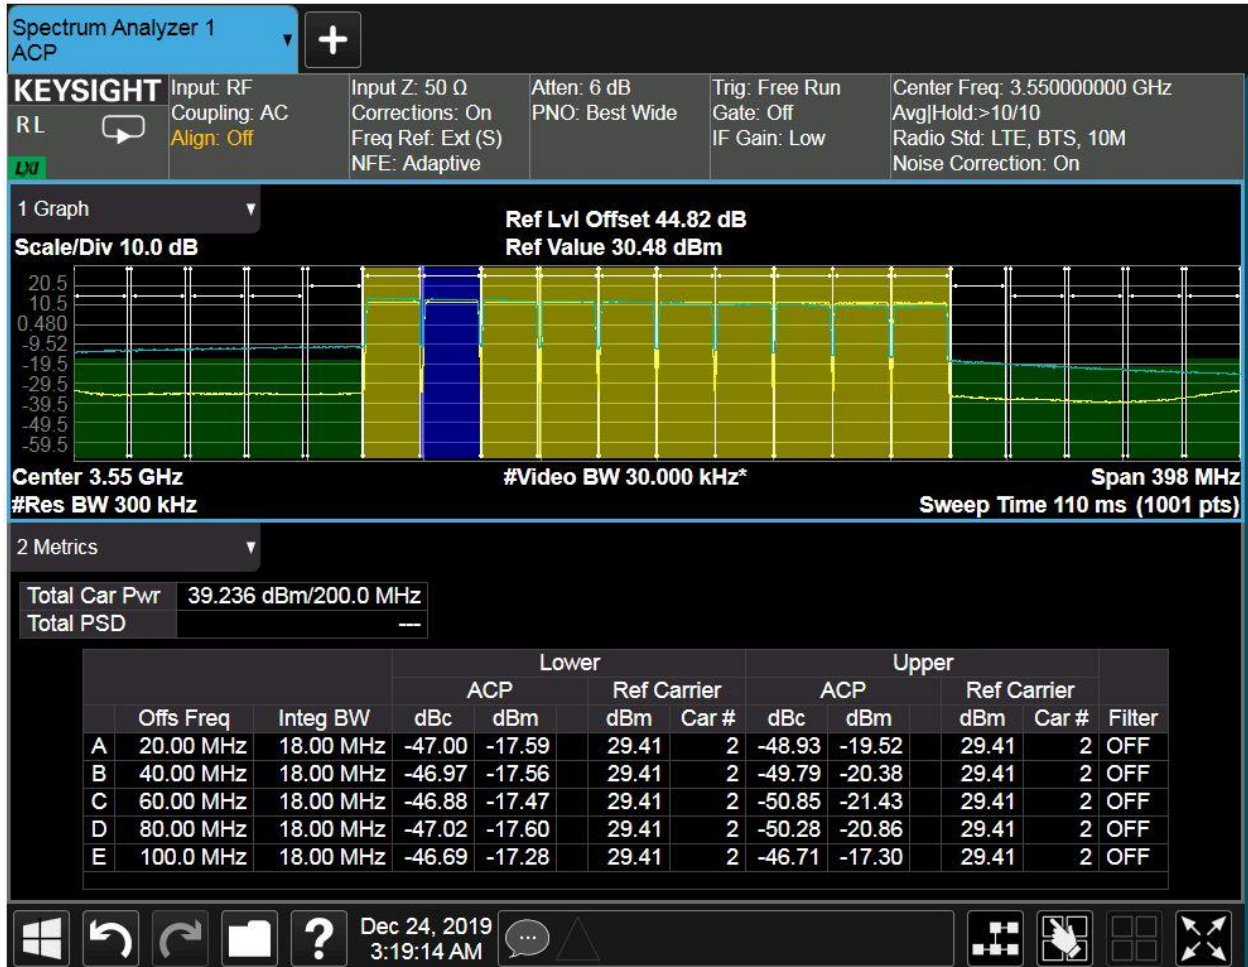 Spectrum Analyzer 1
ACP
KEYSIGHT
R L
LXI
Input: RF
Coupling: AC
Align: Off
Input Z: 50 Ω
Corrections: On
Freq Ref: Ext (S)
NFE: Adaptive
Atten: 6 dB
PNO: Best Wide
Trig: Free Run
Gate: Off
IF Gain: Low
Center Freq: 3.550000000 GHz
Avg|Hold:>10/10
Radio Std: LTE, BTS, 10M
Noise Correction: On
1 Graph
Scale/Div 10.0 dB
Ref Lvl Offset 44.82 dB
Ref Value 30.48 dBm
20.5
10.5
0.480
-9.52
-19.5
-29.5
-39.5
-49.5
-59.5
Center 3.55 GHz
#Video BW 30.000 kHz*
Span 398 MHz
#Res BW 300 kHz
Sweep Time 110 ms (1001 pts)
2 Metrics
Total Car Pwr 39.236 dBm/200.0 MHz
Total PSD ---
Lower Upper
ACP Ref Carrier ACP Ref Carrier
Offs Freq Integ BW dBc dBm dBm Car # dBc dBm dBm Car # Filter
A 20.00 MHz 18.00 MHz -47.00 -17.59 29.41 2 -48.93 -19.52 29.41 2 OFF
B 40.00 MHz 18.00 MHz -46.97 -17.56 29.41 2 -49.79 -20.38 29.41 2 OFF
C 60.00 MHz 18.00 MHz -46.88 -17.47 29.41 2 -50.85 -21.43 29.41 2 OFF
D 80.00 MHz 18.00 MHz -47.02 -17.60 29.41 2 -50.28 -20.86 29.41 2 OFF
E 100.0 MHz 18.00 MHz -46.69 -17.28 29.41 2 -46.71 -17.30 29.41 2 OFF
Dec 24, 2019
3:19:14 AM